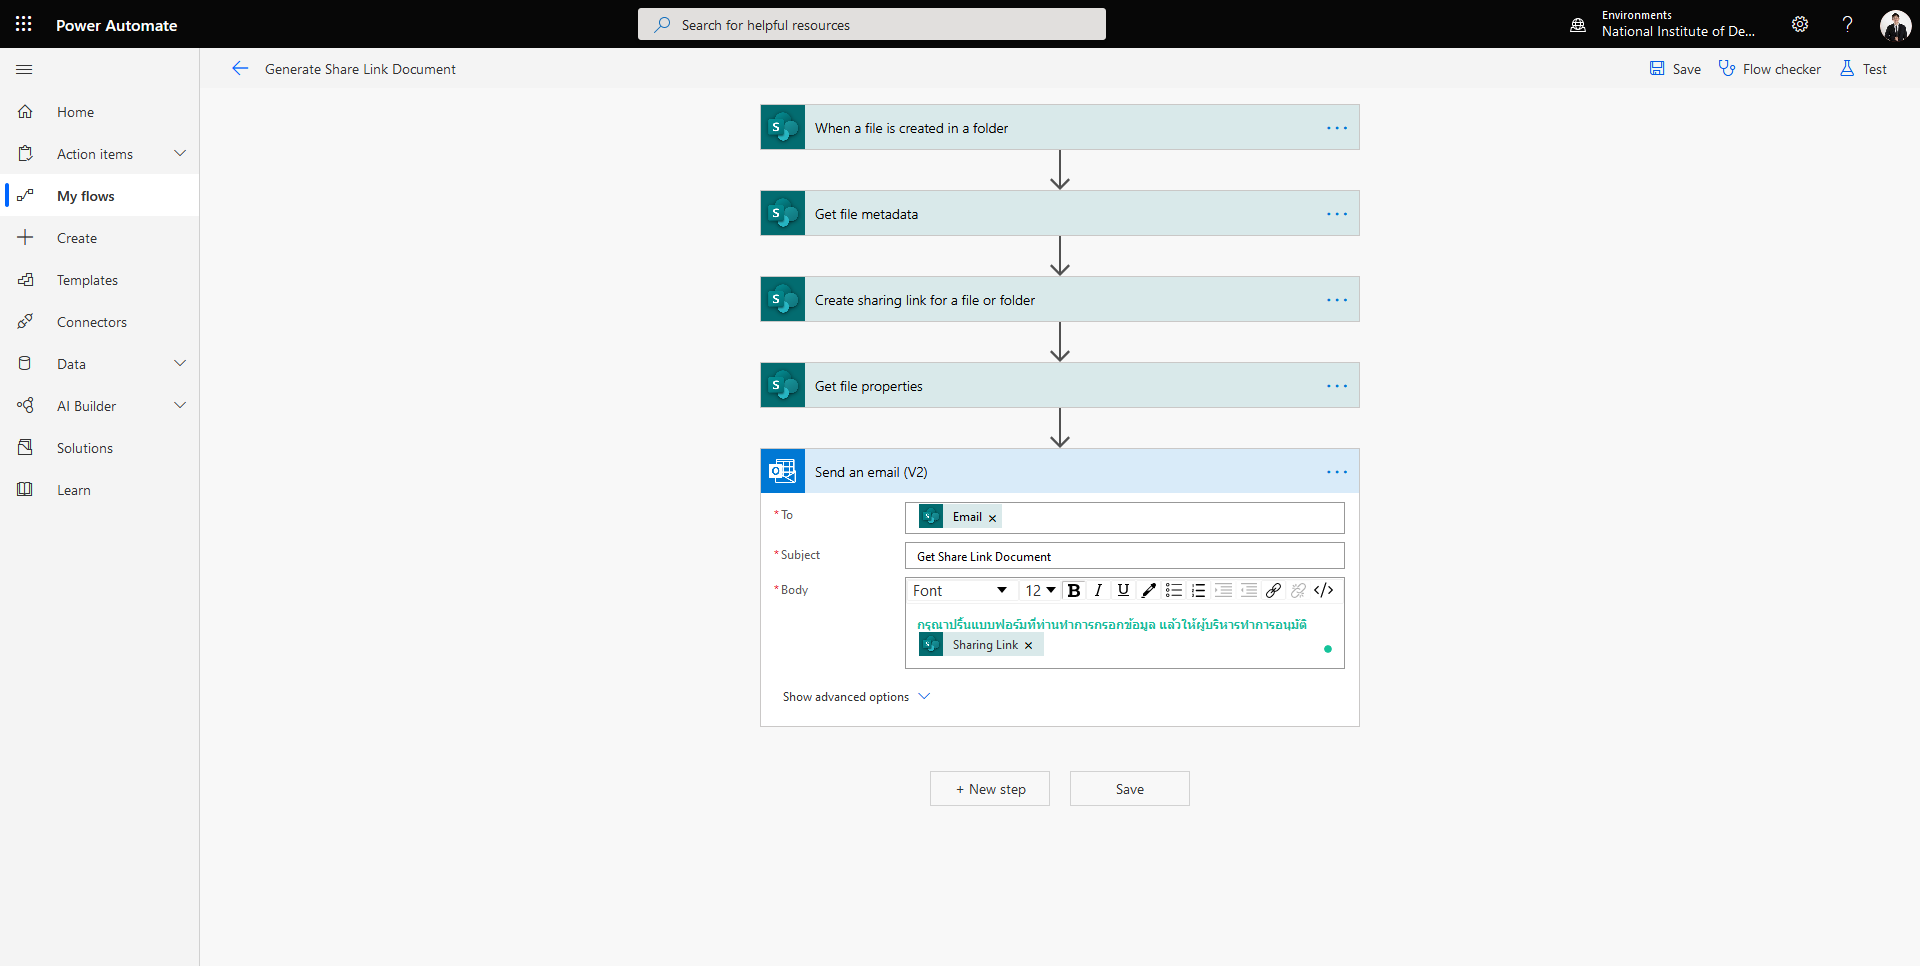 Power Automate
Search for helpful resources
Environments
National Institute of De...
Generate Share Link Document
Save
Flow checker
Test
Home
Action items
My flows
Create
Templates
Connectors
Data
AI Builder
Solutions
Learn
When a file is created in a folder
Get file metadata
Create sharing link for a file or folder
Get file properties
Send an email (V2)
* To
Email ×
* Subject
Get Share Link Document
* Body
Font 12 B I U </>
กรุณาปริ้นแบบฟอร์มที่ท่านทำการกรอกข้อมูล แล้วให้ผู้บริหารทำการอนุมัติ
Sharing Link ×
Show advanced options
+ New step
Save